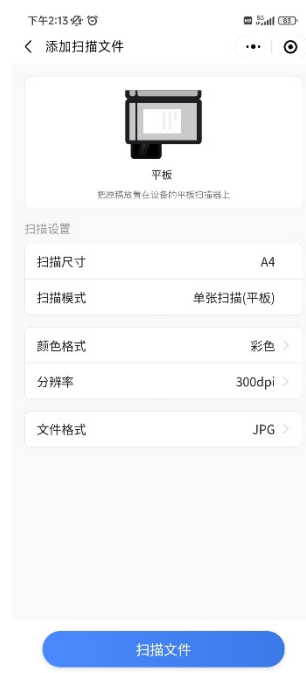 下午2:13
5G
83
添加扫描文件
平板
把原稿放置在设备的平板扫描器上
扫描设置
扫描尺寸 A4
扫描模式 单张扫描(平板)
颜色格式 彩色
分辨率 300dpi
文件格式 JPG
扫描文件